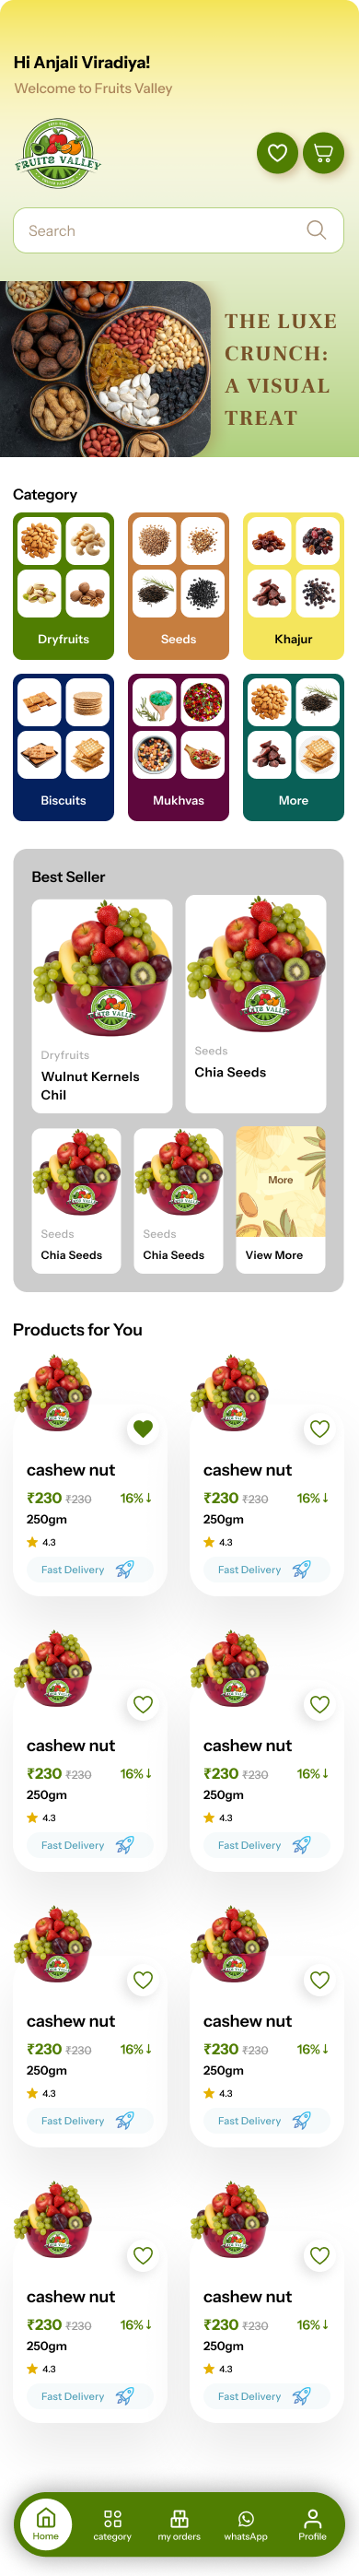 Hi Anjali Viradiya!
Welcome to Fruits Valley
FRUITS VALLEY
Search
THE LUXE
CRUNCH:
A VISUAL
TREAT
Category
Dryfruits
Seeds
Khajur
Biscuits
Mukhvas
More
Best Seller
Dryfruits
Wulnut Kernels
Chil
Seeds
Chia Seeds
Seeds
Chia Seeds
Seeds
Chia Seeds
More
View More
Products for You
cashew nut
₹230 ₹230 16%↓
250gm
4.3
Fast Delivery
cashew nut
₹230 ₹230 16%↓
250gm
4.3
Fast Delivery
cashew nut
₹230 ₹230 16%↓
250gm
4.3
Fast Delivery
cashew nut
₹230 ₹230 16%↓
250gm
4.3
Fast Delivery
cashew nut
₹230 ₹230 16%↓
250gm
4.3
Fast Delivery
cashew nut
₹230 ₹230 16%↓
250gm
4.3
Fast Delivery
cashew nut
₹230 ₹230 16%↓
250gm
4.3
Fast Delivery
cashew nut
₹230 ₹230 16%↓
250gm
4.3
Fast Delivery
Home
category
my orders
whatsApp
Profile